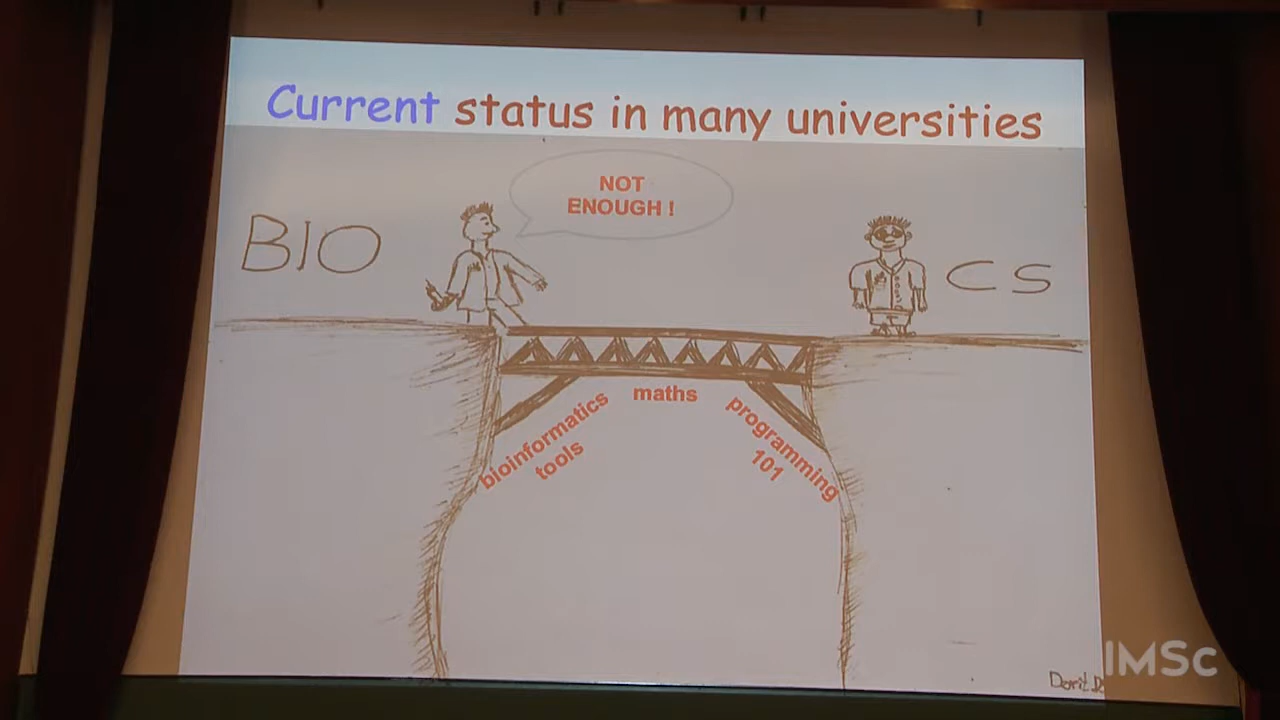 Current status in many universities
NOT
ENOUGH !
BIO
CS
maths
bioinformatics
tools
programming
101
IMSc